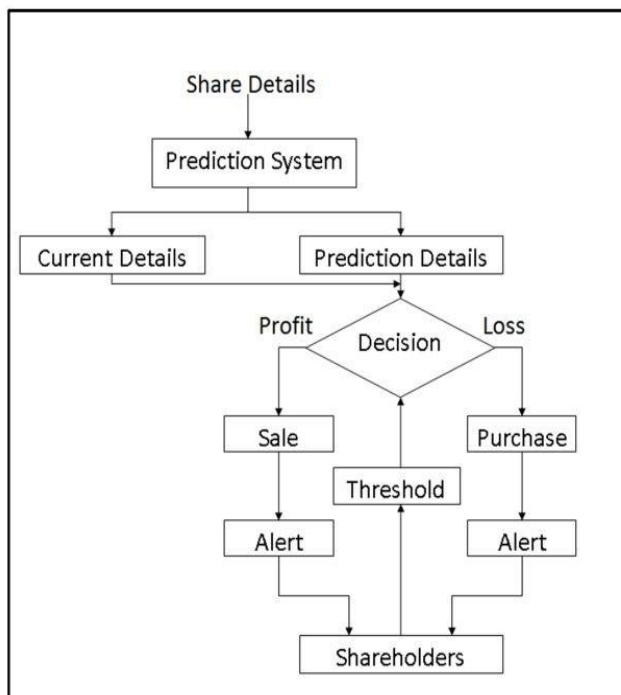 Share Details
Prediction System
Current Details
Prediction Details
Profit
Decision
Loss
Sale
Purchase
Threshold
Alert
Alert
Shareholders